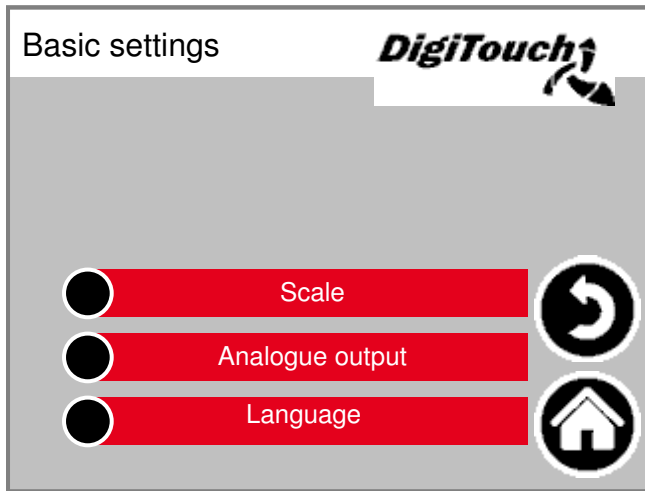 Basic settings
DigiTouch
Scale
Analogue output
Language